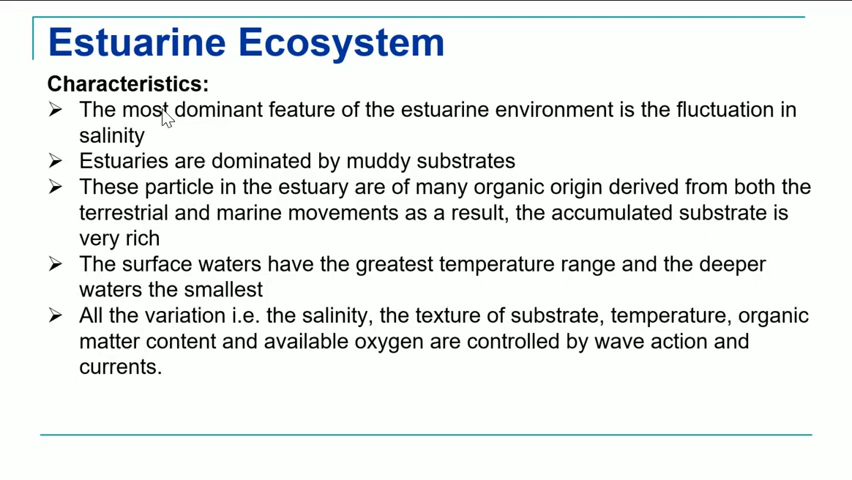 Estuarine Ecosystem
Characteristics:
➢ The most dominant feature of the estuarine environment is the fluctuation in
salinity
➢ Estuaries are dominated by muddy substrates
➢ These particle in the estuary are of many organic origin derived from both the
terrestrial and marine movements as a result, the accumulated substrate is
very rich
➢ The surface waters have the greatest temperature range and the deeper
waters the smallest
➢ All the variation i.e. the salinity, the texture of substrate, temperature, organic
matter content and available oxygen are controlled by wave action and
currents.